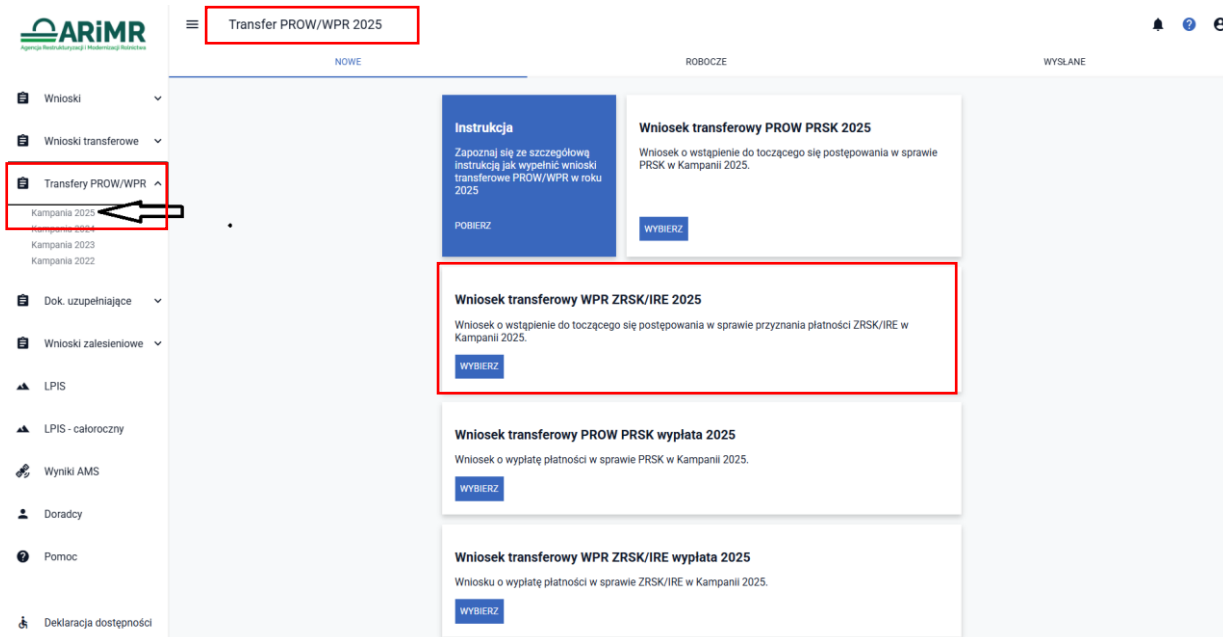 ARiMR
Agencja Restrukturyzacji i Modernizacji Rolnictwa
Transfer PROW/WPR 2025
NOWE
ROBOCZE
WYSŁANE
Wnioski
Wnioski transferowe
Transfery PROW/WPR
Kampania 2025
Kampania 2024
Kampania 2023
Kampania 2022
Dok. uzupełniające
Wnioski zalesieniowe
LPIS
LPIS - całoroczny
Wyniki AMS
Doradcy
Pomoc
Deklaracja dostępności
Instrukcja
Zapoznaj się ze szczegółową
instrukcją jak wypełnić wnioski
transferowe PROW/WPR w roku
2025
POBIERZ
Wniosek transferowy PROW PRSK 2025
Wniosek o wstąpienie do toczącego się postępowania w sprawie
PRSK w Kampanii 2025.
WYBIERZ
Wniosek transferowy WPR ZRSK/IRE 2025
Wniosek o wstąpienie do toczącego się postępowania w sprawie przyznania płatności ZRSK/IRE w
Kampanii 2025.
WYBIERZ
Wniosek transferowy PROW PRSK wypłata 2025
Wniosek o wypłatę płatności w sprawie PRSK w Kampanii 2025.
WYBIERZ
Wniosek transferowy WPR ZRSK/IRE wypłata 2025
Wniosku o wypłatę płatności w sprawie ZRSK/IRE w Kampanii 2025.
WYBIERZ